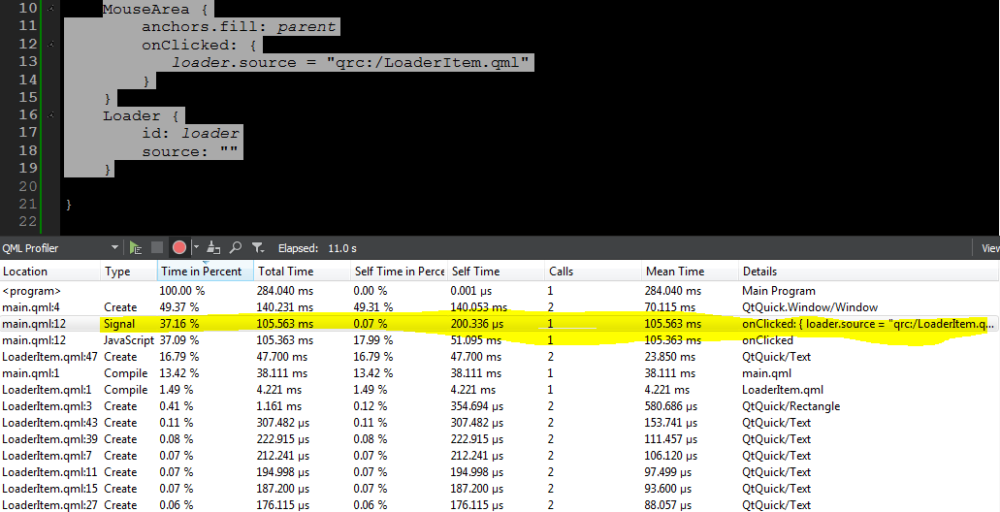 10 MouseArea {
11 anchors.fill: parent
12 onClicked: {
13 loader.source = "qrc:/LoaderItem.qml"
14 }
15 }
16 Loader {
17 id: loader
18 source: ""
19 }
20
21 }
22
QML Profiler Elapsed: 11.0 s View
Location Type Time in Percent Total Time Self Time in Perce Self Time Calls Mean Time Details
<program> 100.00 % 284.040 ms 0.00 % 0.001 µs 1 284.040 ms Main Program
main.qml:4 Create 49.37 % 140.231 ms 49.31 % 140.053 ms 2 70.115 ms QtQuick.Window/Window
main.qml:12 Signal 37.16 % 105.563 ms 0.07 % 200.336 µs 1 105.563 ms onClicked: { loader.source = "qrc:/LoaderItem.q...
main.qml:12 JavaScript 37.09 % 105.363 ms 17.99 % 51.095 ms 1 105.363 ms onClicked
LoaderItem.qml:47 Create 16.79 % 47.700 ms 16.79 % 47.700 ms 2 23.850 ms QtQuick/Text
main.qml:1 Compile 13.42 % 38.111 ms 13.42 % 38.111 ms 1 38.111 ms main.qml
LoaderItem.qml:1 Compile 1.49 % 4.221 ms 1.49 % 4.221 ms 1 4.221 ms LoaderItem.qml
LoaderItem.qml:3 Create 0.41 % 1.161 ms 0.12 % 354.694 µs 2 580.686 µs QtQuick/Rectangle
LoaderItem.qml:43 Create 0.11 % 307.482 µs 0.11 % 307.482 µs 2 153.741 µs QtQuick/Text
LoaderItem.qml:39 Create 0.08 % 222.915 µs 0.08 % 222.915 µs 2 111.457 µs QtQuick/Text
LoaderItem.qml:7 Create 0.07 % 212.241 µs 0.07 % 212.241 µs 2 106.120 µs QtQuick/Text
LoaderItem.qml:11 Create 0.07 % 194.998 µs 0.07 % 194.998 µs 2 97.499 µs QtQuick/Text
LoaderItem.qml:15 Create 0.07 % 187.200 µs 0.07 % 187.200 µs 2 93.600 µs QtQuick/Text
LoaderItem.qml:27 Create 0.06 % 176.115 µs 0.06 % 176.115 µs 2 88.057 µs QtQuick/Text